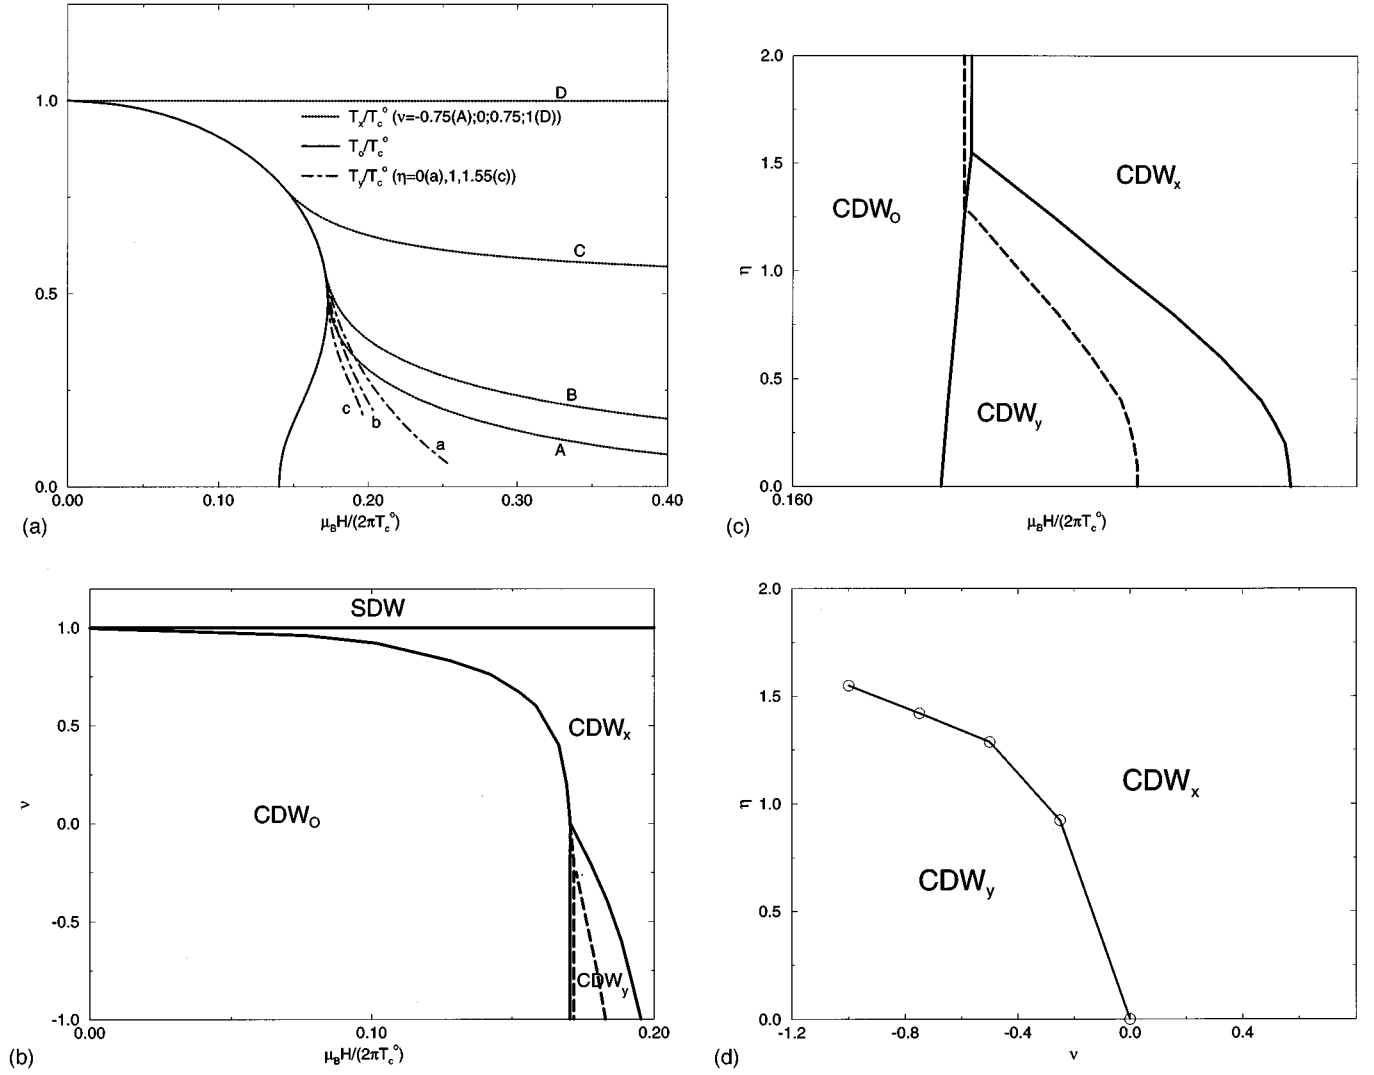 1.0
0.5
0.0
0.00
0.10
0.20
0.30
0.40
D
T_x/T_c^o (ν=-0.75(A);0;0.75;1(D))
T_o/T_c^o
T_y/T_c^o (η=0(a),1,1.55(c))
C
B
A
a
b
c
μ_BH/(2πT_c^o)
(a)
2.0
1.5
1.0
0.5
0.0
η
0.160
CDW_O
CDW_x
CDW_y
μ_BH/(2πT_c^o)
(c)
1.0
0.5
0.0
-0.5
-1.0
ν
0.00
0.10
0.20
SDW
CDW_x
CDW_O
CDW_y
μ_BH/(2πT_c^o)
(b)
2.0
1.5
1.0
0.5
0.0
η
-1.2
-0.8
-0.4
0.0
0.4
CDW_x
CDW_y
ν
(d)